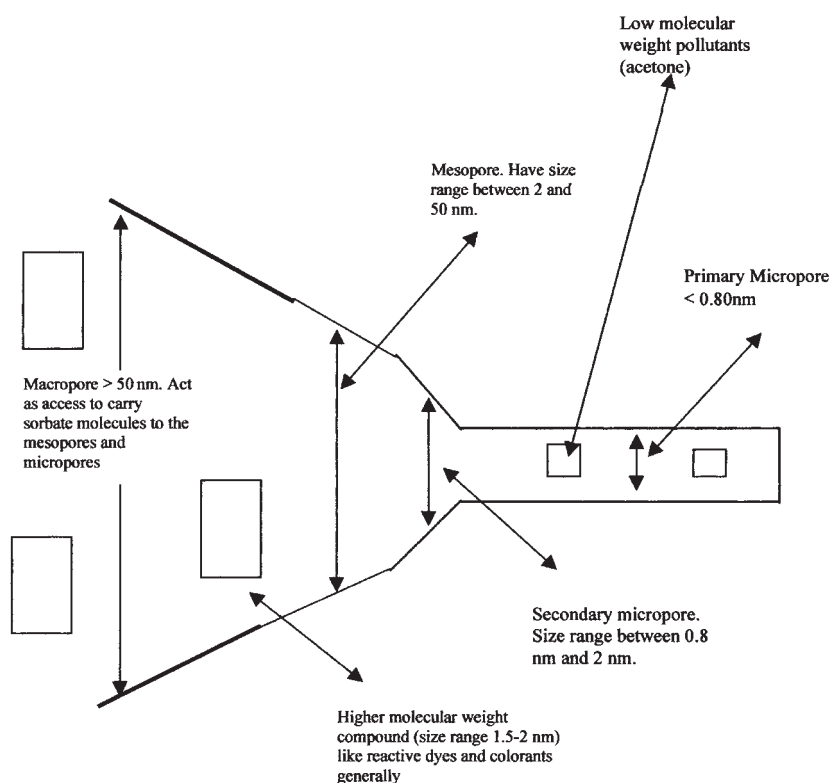 Low molecular
weight pollutants
(acetone)
Mesopore. Have size
range between 2 and
50 nm.
Primary Micropore
< 0.80nm
Macropore > 50 nm. Act
as access to carry
sorbate molecules to the
mesopores and
micropores
Secondary micropore.
Size range between 0.8
nm and 2 nm.
Higher molecular weight
compound (size range 1.5-2 nm)
like reactive dyes and colorants
generally